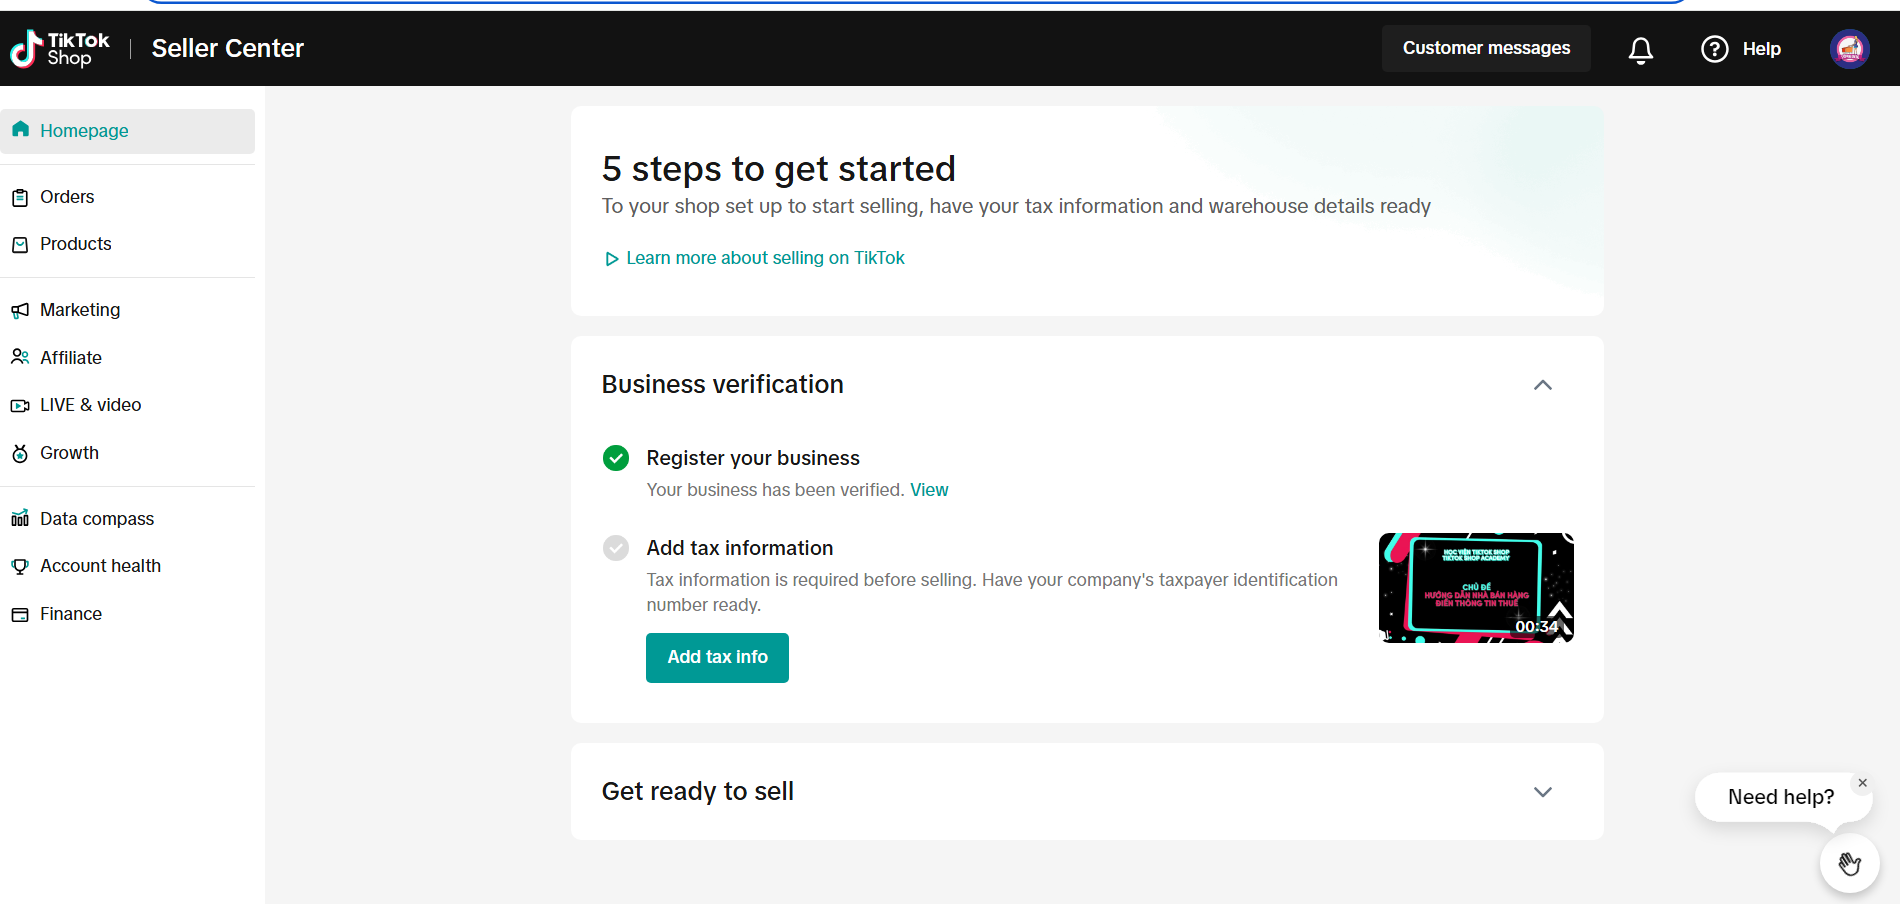 TikTok
Shop
Seller Center
Customer messages
Help
Homepage
Orders
Products
Marketing
Affiliate
LIVE & video
Growth
Data compass
Account health
Finance
5 steps to get started
To your shop set up to start selling, have your tax information and warehouse details ready
Learn more about selling on TikTok
Business verification
Register your business
Your business has been verified. View
Add tax information
Tax information is required before selling. Have your company's taxpayer identification
number ready.
Add tax info
HỌC VIỆN TIKTOK SHOP
TIKTOK SHOP ACADEMY
CHỦ ĐỀ
HƯỚNG DẪN NHÀ BÁN HÀNG
ĐIỀN THÔNG TIN THUẾ
00:34
Get ready to sell
Need help?